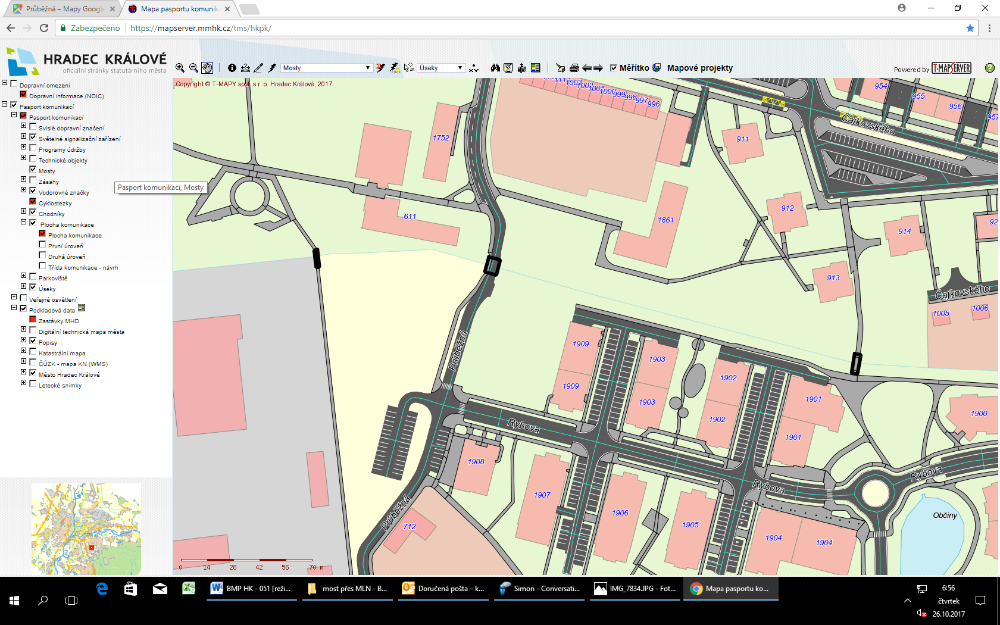 Průběžná – Mapy Google
Mapa pasportu komunik
Zabezpečeno
https://mapserver.mmhk.cz/tms/hkpk/
HRADEC KRÁLOVÉ
oficiální stránky statutárního města
Mosty
Úseky
Měřítko
Mapové projekty
Powered by T-MAPSERVER
Copyright © T-MAPY spol. s r. o. Hradec Králové, 2017
Dopravní omezení
Dopravní informace (NDIC)
Pasport komunikací
Pasport komunikací
Svislé dopravní značení
Světelné signalizační zařízení
Programy údržby
Technické objekty
Mosty
Zásahy
Vodorovné značky
Cyklostezky
Chodníky
Plocha komunikace
Plocha komunikace
První úroveň
Druhá úroveň
Třída komunikace - návrh
Parkoviště
Úseky
Veřejné osvětlení
Podkladová data
Zastávky MHD
Digitální technická mapa města
Popisy
Katastrální mapa
ČÚZK - mapa KN (WMS)
Město Hradec Králové
Letecké snímky
Pasport komunikací, Mosty
1003
1002
1001
1000
999
998
997
996
954
955
956
957
Čajkovského
1752
911
611
1861
912
914
92
913
Čajkovského
1005
1006
Průběžná
1909
1903
1909
1903
1902
1902
1901
1901
1900
Rybova
1908
1907
1906
1905
1904
1904
Rybova
Rybova
Občiny
Průběžná
712
0 14 28 42 56 70 m
BMP HK - 051 [reži...
most přes MLN - B...
Doručená pošta – k...
Simon - Conversati...
IMG_7834.JPG - Fot...
Mapa pasportu ko...
6:56
čtvrtek
26.10.2017